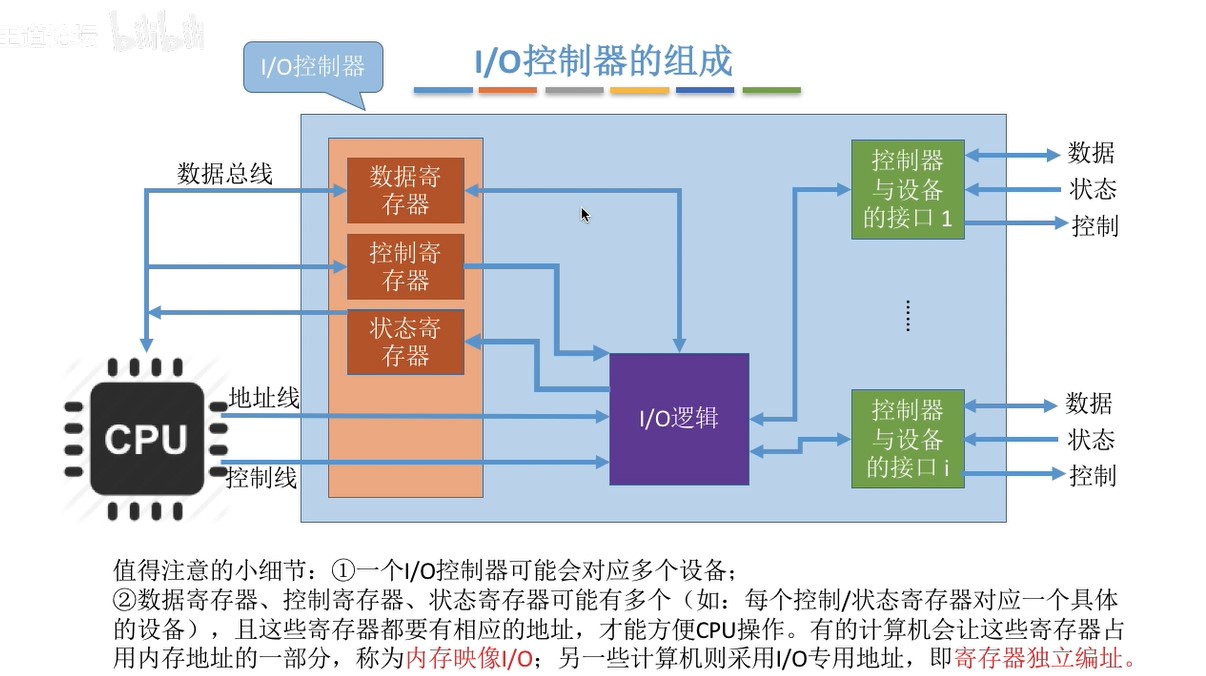 王道论坛 bilibili
I/O控制器
I/O控制器的组成
数据总线
数据寄
存器
控制寄
存器
状态寄
存器
地址线
控制线
CPU
I/O逻辑
控制器
与设备
的接口 1
数据
状态
控制
......
控制器
与设备
的接口 i
数据
状态
控制
值得注意的小细节：①一个I/O控制器可能会对应多个设备；
②数据寄存器、控制寄存器、状态寄存器可能有多个（如：每个控制/状态寄存器对应一个具体
的设备），且这些寄存器都要有相应的地址，才能方便CPU操作。有的计算机会让这些寄存器占
用内存地址的一部分，称为内存映像I/O；另一些计算机则采用I/O专用地址，即寄存器独立编址。